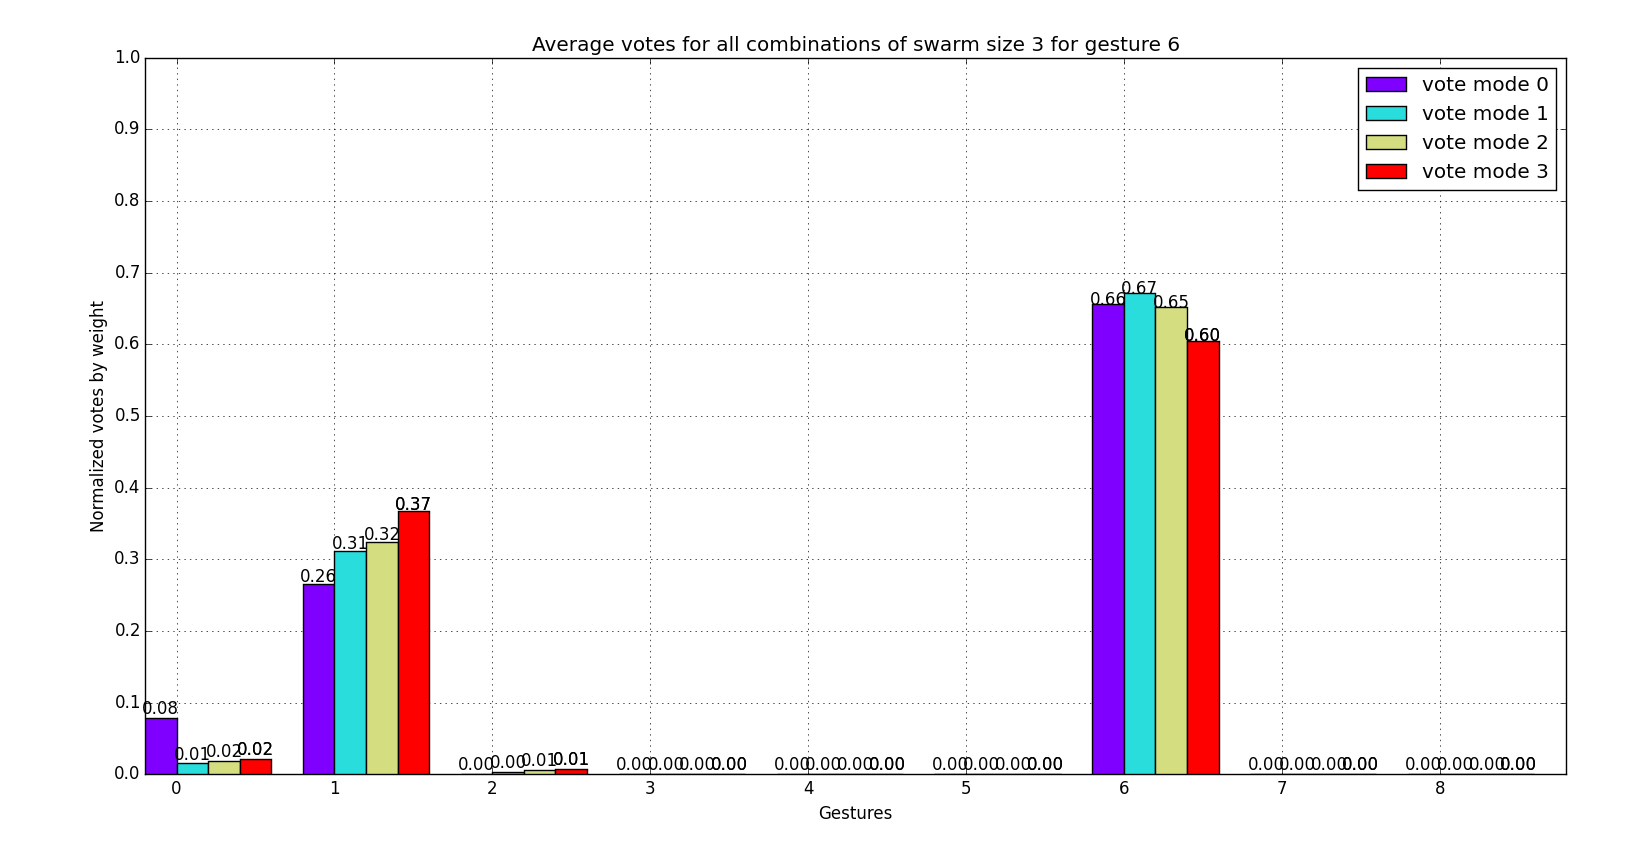 Average votes for all combinations of swarm size 3 for gesture 6
1.0
0.9
0.8
0.7
0.6
0.5
0.4
0.3
0.2
0.1
0.0
Normalized votes by weight
vote mode 0
vote mode 1
vote mode 2
vote mode 3
0.08 0.01 0.02 0.02
0.26 0.31 0.32 0.37
0.00 0.00 0.01 0.01
0.00 0.00 0.00 0.00
0.00 0.00 0.00 0.00
0.00 0.00 0.00 0.00
0.66 0.67 0.65 0.60
0.00 0.00 0.00 0.00
0.00 0.00 0.00 0.00
0 1 2 3 4 5 6 7 8
Gestures